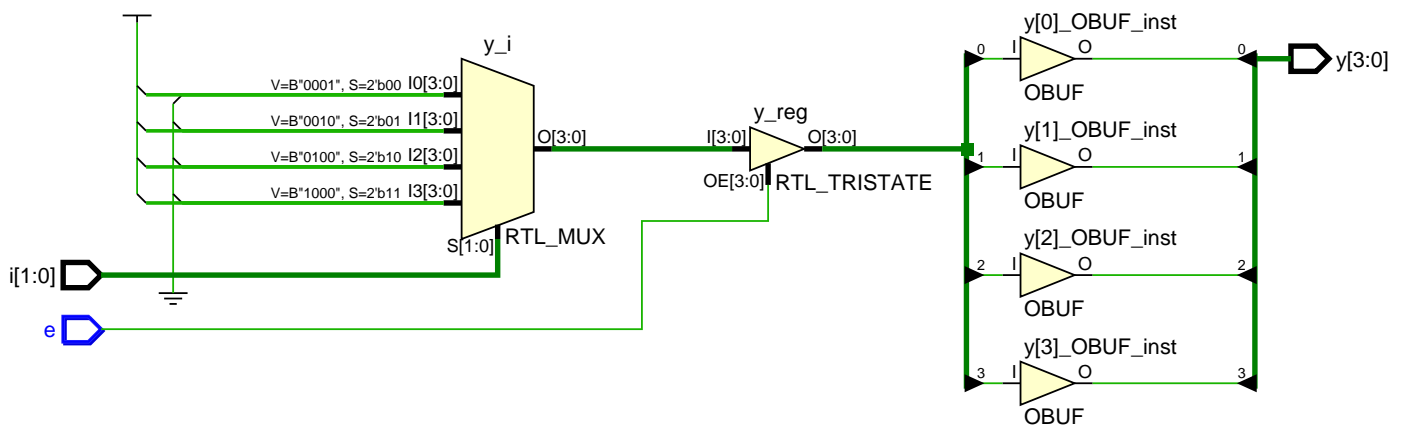 y_i
V=B"0001", S=2'b00 I0[3:0]
V=B"0010", S=2'b01 I1[3:0]
V=B"0100", S=2'b10 I2[3:0]
V=B"1000", S=2'b11 I3[3:0]
O[3:0]
S[1:0]
RTL_MUX
i[1:0]
e
y_reg
I[3:0]
O[3:0]
OE[3:0]
RTL_TRISTATE
y[0]_OBUF_inst
0 I O 0
OBUF
y[1]_OBUF_inst
1 I O 1
OBUF
y[2]_OBUF_inst
2 I O 2
OBUF
y[3]_OBUF_inst
3 I O 3
OBUF
y[3:0]